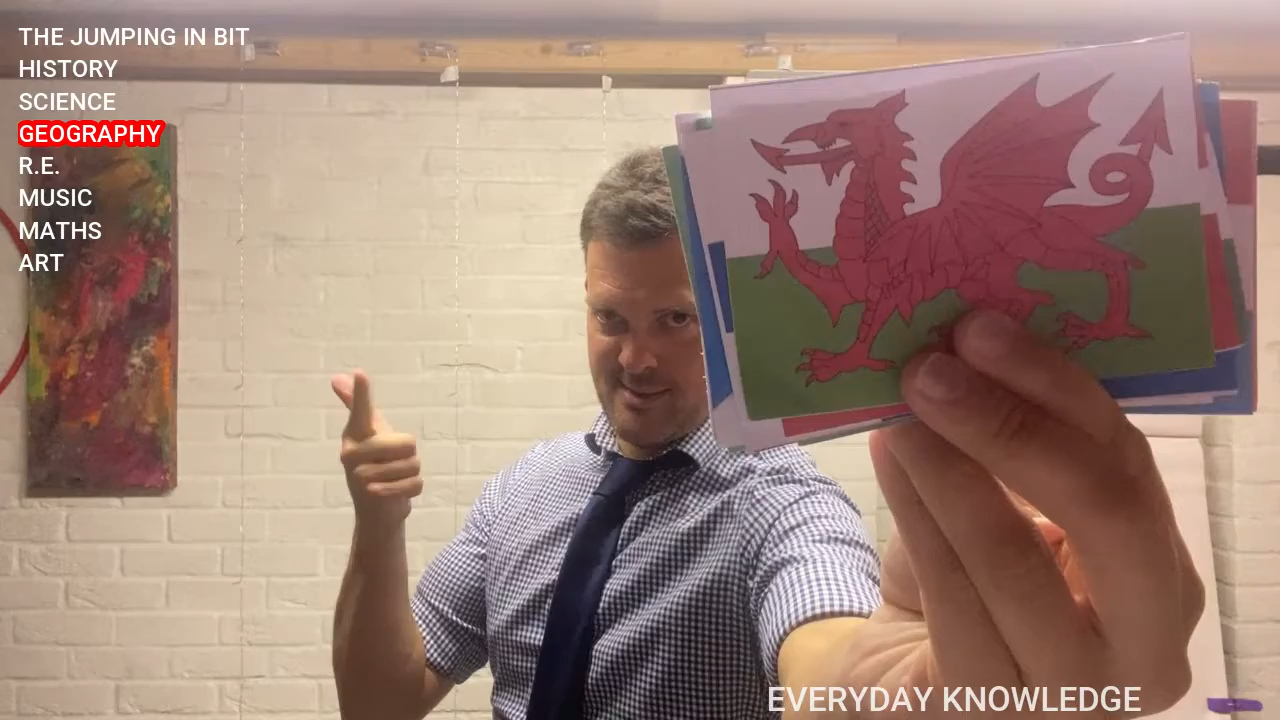 THE JUMPING IN BIT
HISTORY
SCIENCE
GEOGRAPHY
R.E.
MUSIC
MATHS
ART
EVERYDAY KNOWLEDGE